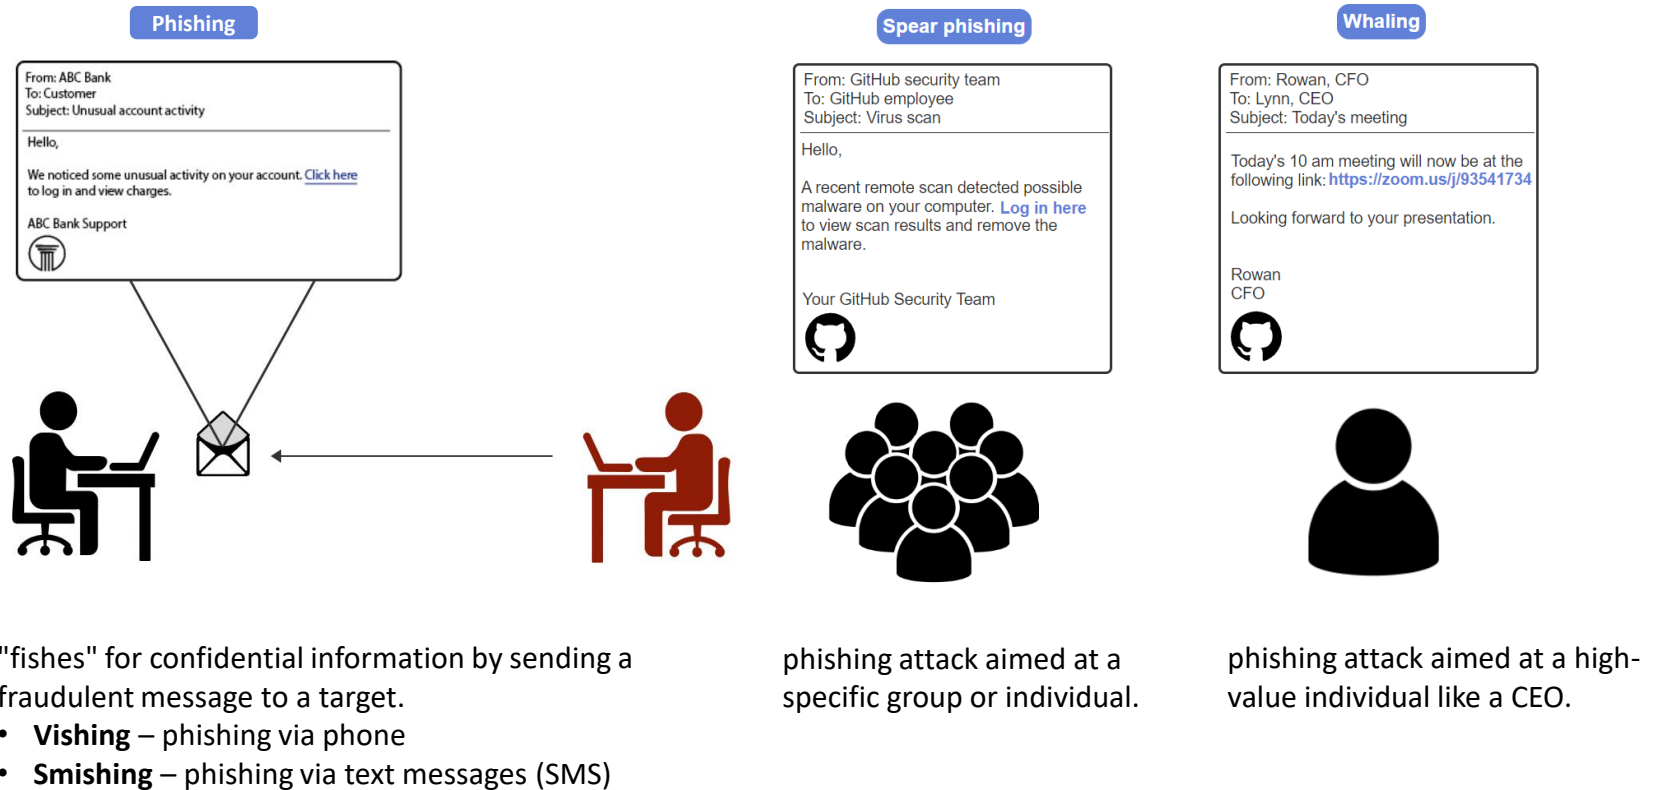 Phishing
From: ABC Bank
To: Customer
Subject: Unusual account activity
Hello,
We noticed some unusual activity on your account. Click here
to log in and view charges.
ABC Bank Support
"fishes" for confidential information by sending a
fraudulent message to a target.
• Vishing – phishing via phone
• Smishing – phishing via text messages (SMS)
Spear phishing
From: GitHub security team
To: GitHub employee
Subject: Virus scan
Hello,
A recent remote scan detected possible
malware on your computer. Log in here
to view scan results and remove the
malware.
Your GitHub Security Team
phishing attack aimed at a
specific group or individual.
Whaling
From: Rowan, CFO
To: Lynn, CEO
Subject: Today's meeting
Today's 10 am meeting will now be at the
following link: https://zoom.us/j/93541734
Looking forward to your presentation.
Rowan
CFO
phishing attack aimed at a high-
value individual like a CEO.